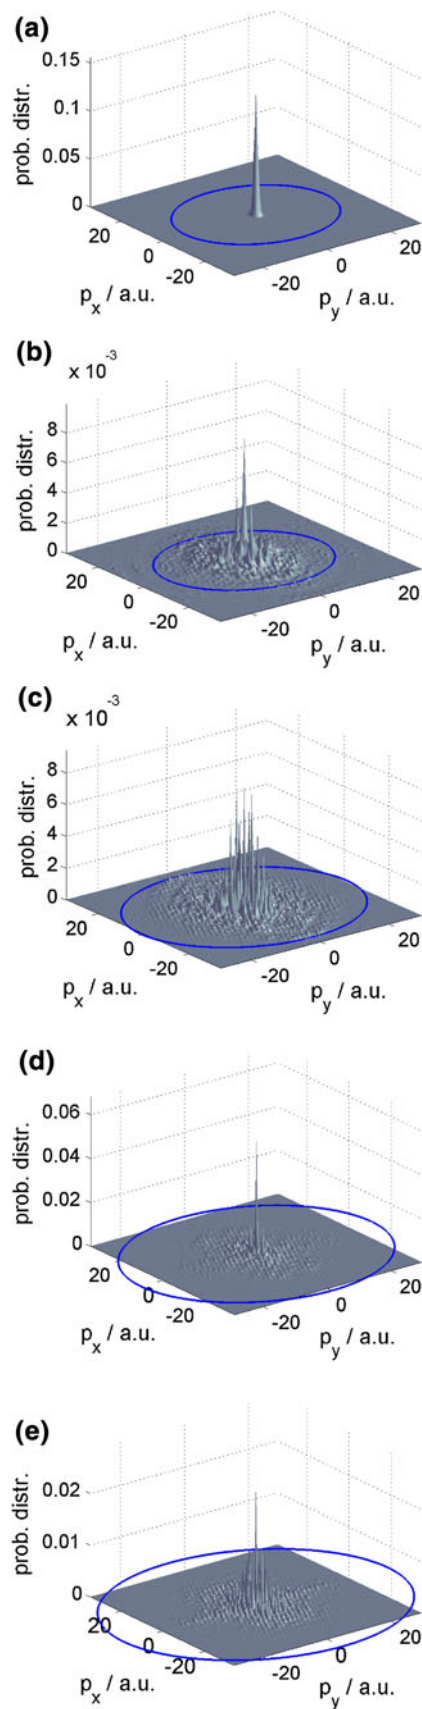 (a)
0.15
0.1
0.05
0
prob. distr.
20
0
-20
p_x / a.u.
-20
0
20
p_y / a.u.
(b)
x 10^-3
8
6
4
2
0
prob. distr.
20
0
-20
p_x / a.u.
-20
0
20
p_y / a.u.
(c)
x 10^-3
8
6
4
2
0
prob. distr.
20
0
-20
p_x / a.u.
-20
0
20
p_y / a.u.
(d)
0.06
0.04
0.02
0
prob. distr.
20
0
-20
p_x / a.u.
-20
0
20
p_y / a.u.
(e)
0.02
0.01
0
prob. distr.
20
0
-20
p_x / a.u.
-20
0
20
p_y / a.u.